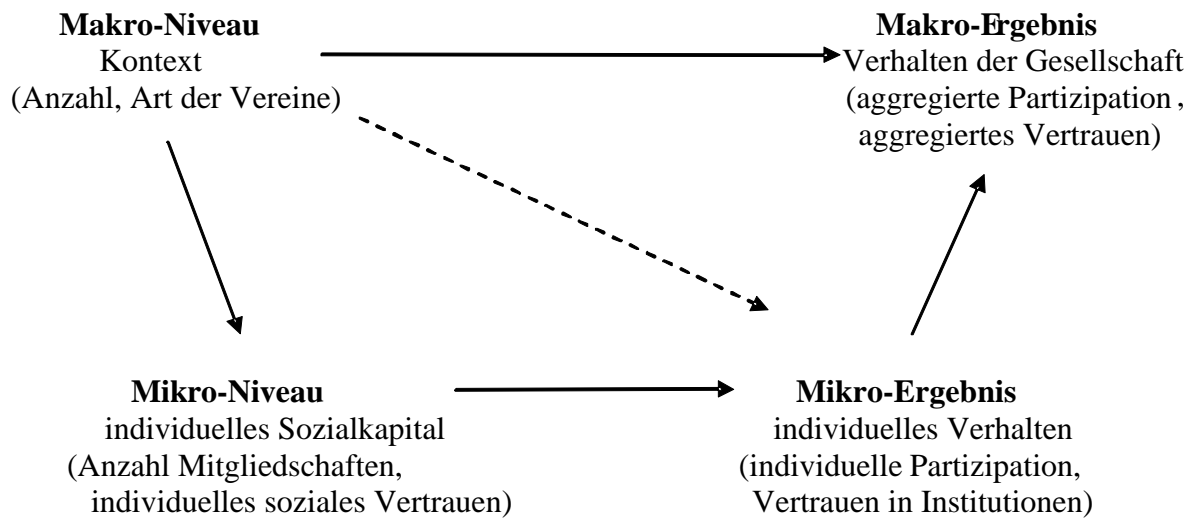 Makro-Niveau
Kontext
(Anzahl, Art der Vereine)
Makro-Ergebnis
Verhalten der Gesellschaft
(aggregierte Partizipation,
aggregiertes Vertrauen)
Mikro-Niveau
individuelles Sozialkapital
(Anzahl Mitgliedschaften,
individuelles soziales Vertrauen)
Mikro-Ergebnis
individuelles Verhalten
(individuelle Partizipation,
Vertrauen in Institutionen)